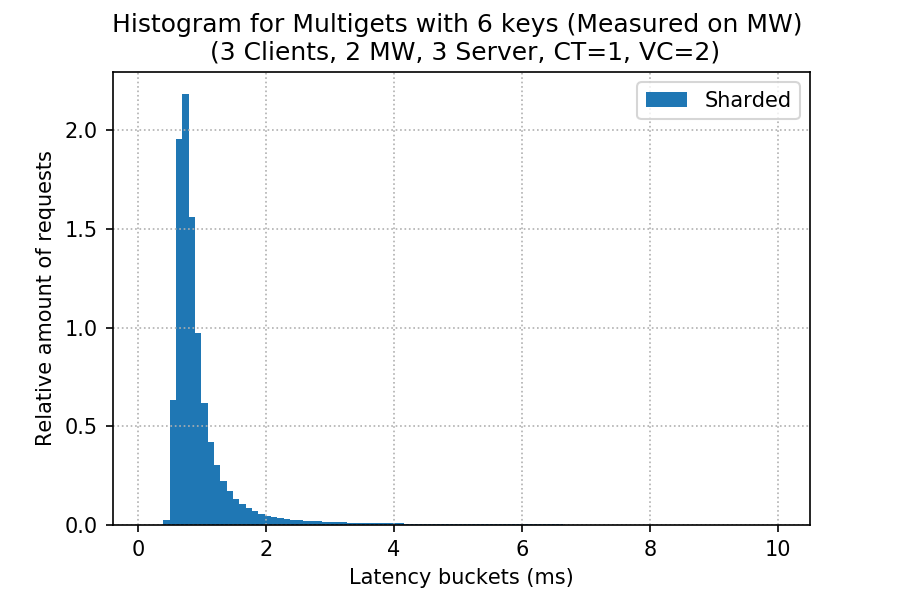 Histogram for Multigets with 6 keys (Measured on MW)
(3 Clients, 2 MW, 3 Server, CT=1, VC=2)
Sharded
Relative amount of requests
2.0
1.5
1.0
0.5
0.0
0 2 4 6 8 10
Latency buckets (ms)